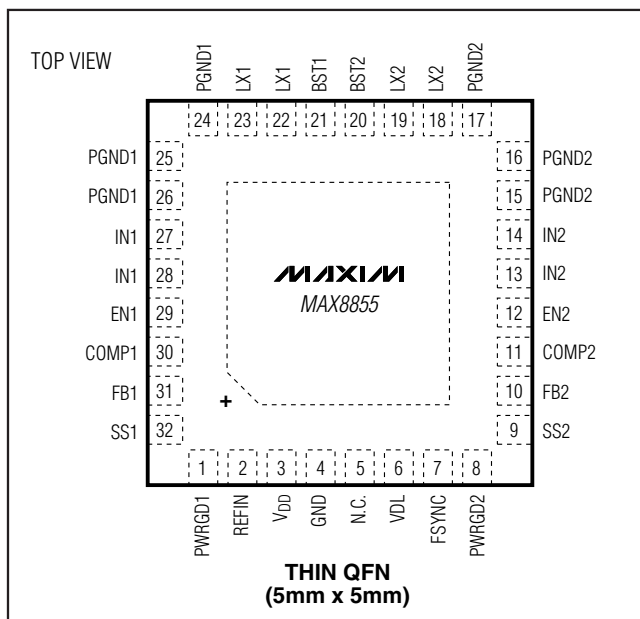 TOP VIEW
PGND1 LX1 LX1 BST1 BST2 LX2 LX2 PGND2
24 23 22 21 20 19 18 17
PGND1 25 16 PGND2
PGND1 26 15 PGND2
IN1 27 14 IN2
IN1 28 13 IN2
EN1 29 12 EN2
COMP1 30 11 COMP2
FB1 31 10 FB2
SS1 32 9 SS2
MAXIM
MAX8855
+
1 2 3 4 5 6 7 8
PWRGD1 REFIN VDD GND N.C. VDL FSYNC PWRGD2
THIN QFN
(5mm x 5mm)